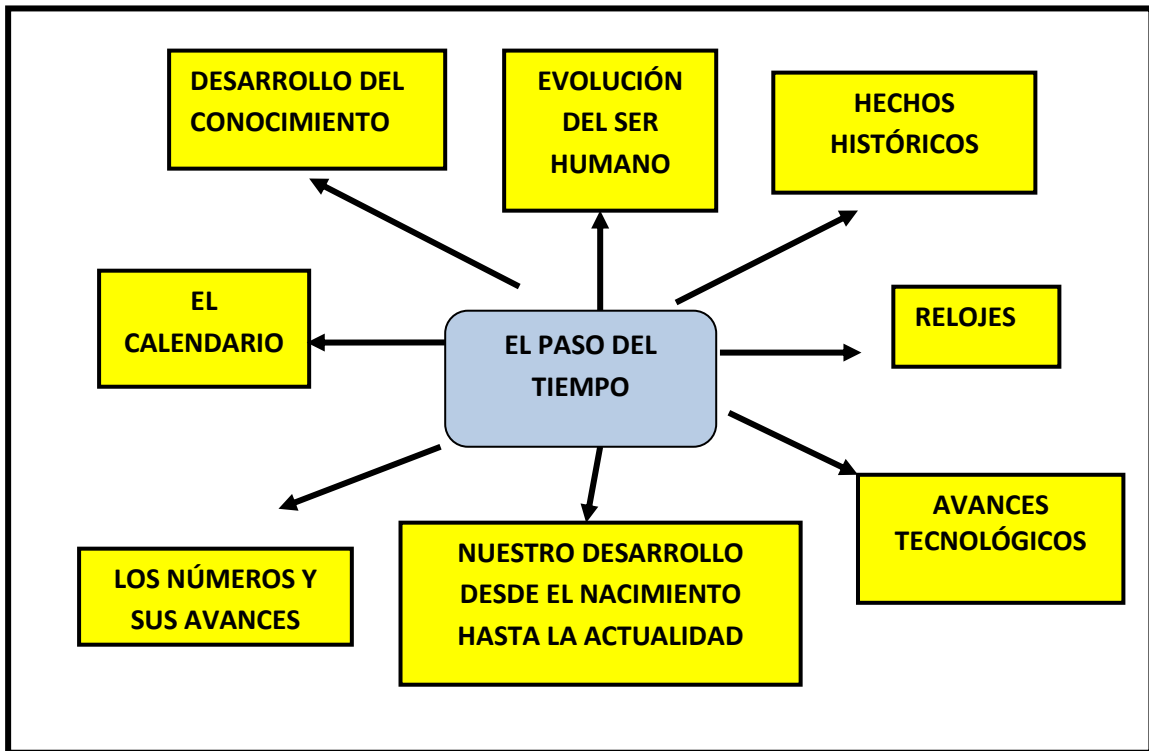 DESARROLLO DEL
CONOCIMIENTO
EVOLUCIÓN
DEL SER
HUMANO
HECHOS
HISTÓRICOS
EL
CALENDARIO
EL PASO DEL
TIEMPO
RELOJES
LOS NÚMEROS Y
SUS AVANCES
NUESTRO DESARROLLO
DESDE EL NACIMIENTO
HASTA LA ACTUALIDAD
AVANCES
TECNOLÓGICOS